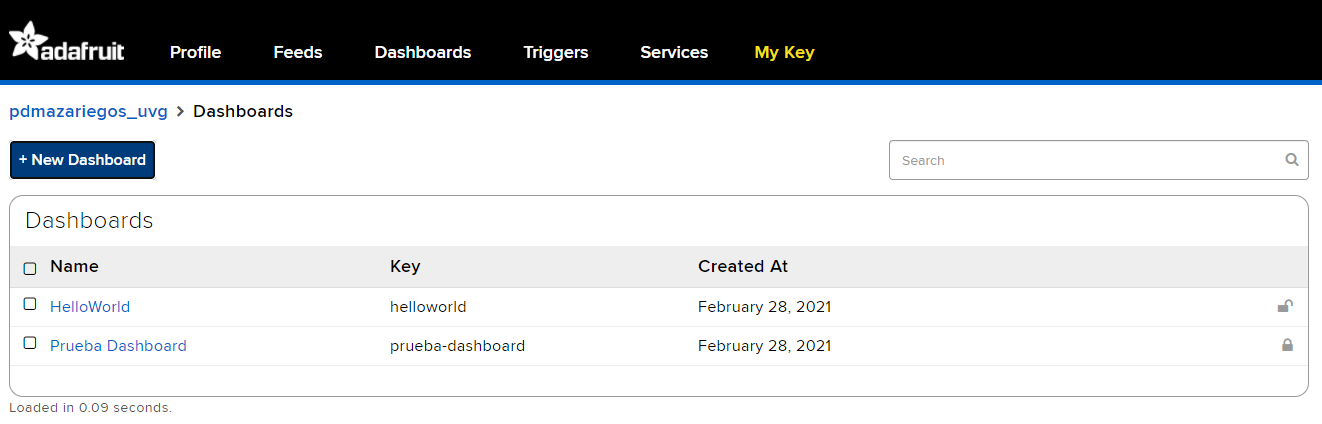 adafruit Profile Feeds Dashboards Triggers Services My Key
pdmazariegos_uvg > Dashboards
+ New Dashboard Search
Dashboards
Name Key Created At
HelloWorld helloworld February 28, 2021
Prueba Dashboard prueba-dashboard February 28, 2021
Loaded in 0.09 seconds.